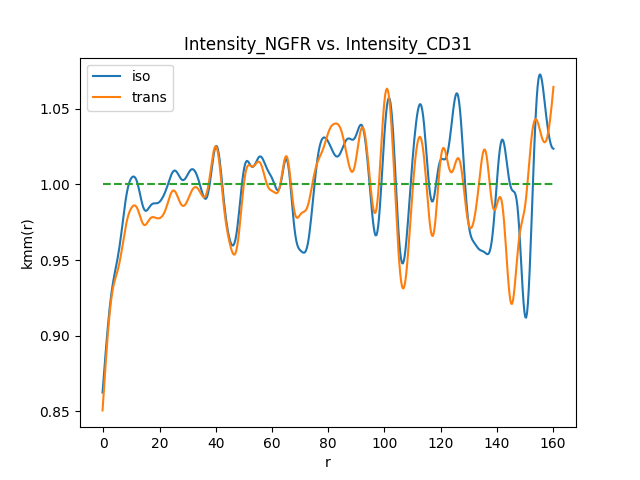 Intensity_NGFR vs. Intensity_CD31
iso
trans
1.05
1.00
0.95
0.90
0.85
kmm(r)
0 20 40 60 80 100 120 140 160
r